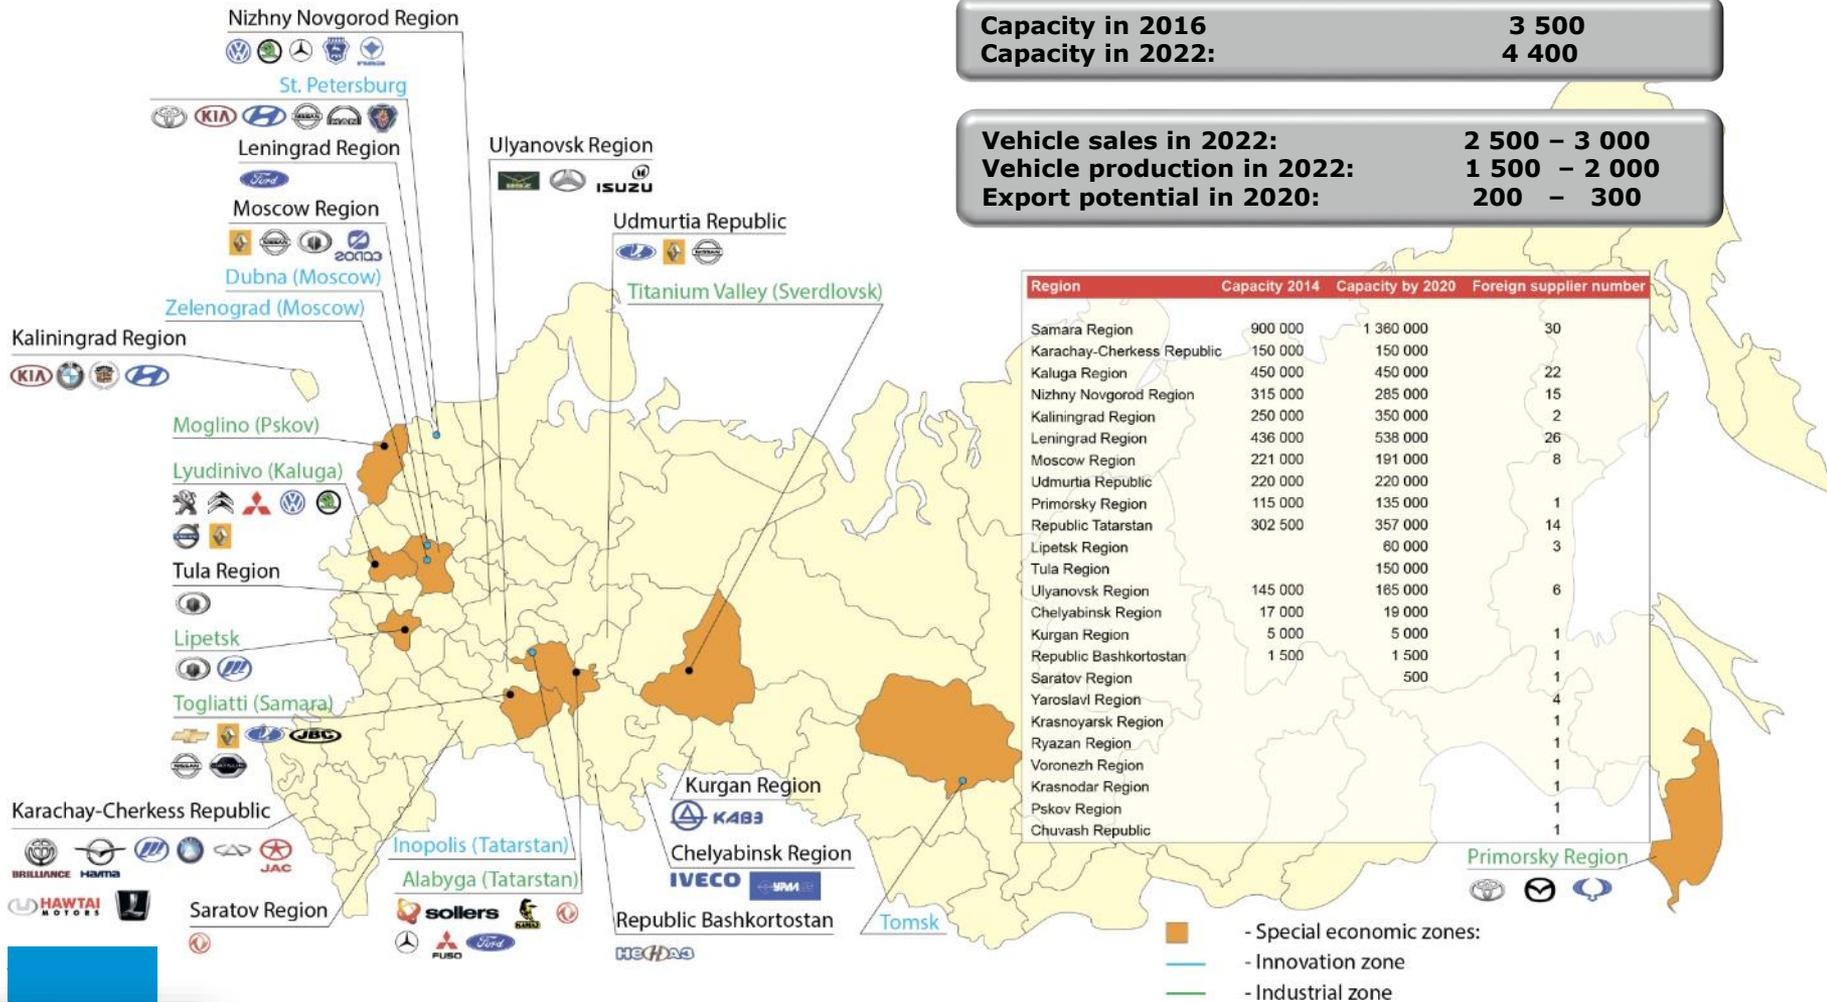 Nizhny Novgorod Region
St. Petersburg
KIA NISSAN MAN
Leningrad Region
Ford
Moscow Region
NISSAN
Dubna (Moscow)
Zelenograd (Moscow)
Kaliningrad Region
KIA
Moglino (Pskov)
Lyudinivo (Kaluga)
Tula Region
Lipetsk
Togliatti (Samara)
JBC
NISSAN
Karachay-Cherkess Republic
BRILLIANCE Haima JAC
HAWTAI
MOTORS
Saratov Region
Ulyanovsk Region
ISUZU
Udmurtia Republic
NISSAN
Titanium Valley (Sverdlovsk)
Inopolis (Tatarstan)
Alabyga (Tatarstan)
sollers KAMAZ
FUSO Ford
Kurgan Region
КАВЗ
Chelyabinsk Region
IVECO
Republic Bashkortostan
НЕФАЗ
Tomsk
Primorsky Region
Capacity in 2016 3 500
Capacity in 2022: 4 400
Vehicle sales in 2022: 2 500 – 3 000
Vehicle production in 2022: 1 500 – 2 000
Export potential in 2020: 200 – 300
Region Capacity 2014 Capacity by 2020 Foreign supplier number
Samara Region 900 000 1 360 000 30
Karachay-Cherkess Republic 150 000 150 000
Kaluga Region 450 000 450 000 22
Nizhny Novgorod Region 315 000 285 000 15
Kaliningrad Region 250 000 350 000 2
Leningrad Region 436 000 538 000 26
Moscow Region 221 000 191 000 8
Udmurtia Republic 220 000 220 000
Primorsky Region 115 000 135 000 1
Republic Tatarstan 302 500 357 000 14
Lipetsk Region 60 000 3
Tula Region 150 000
Ulyanovsk Region 145 000 165 000 6
Chelyabinsk Region 17 000 19 000
Kurgan Region 5 000 5 000 1
Republic Bashkortostan 1 500 1 500 1
Saratov Region 500 1
Yaroslavl Region 4
Krasnoyarsk Region 1
Ryazan Region 1
Voronezh Region 1
Krasnodar Region 1
Pskov Region 1
Chuvash Republic 1
- Special economic zones:
- Innovation zone
- Industrial zone